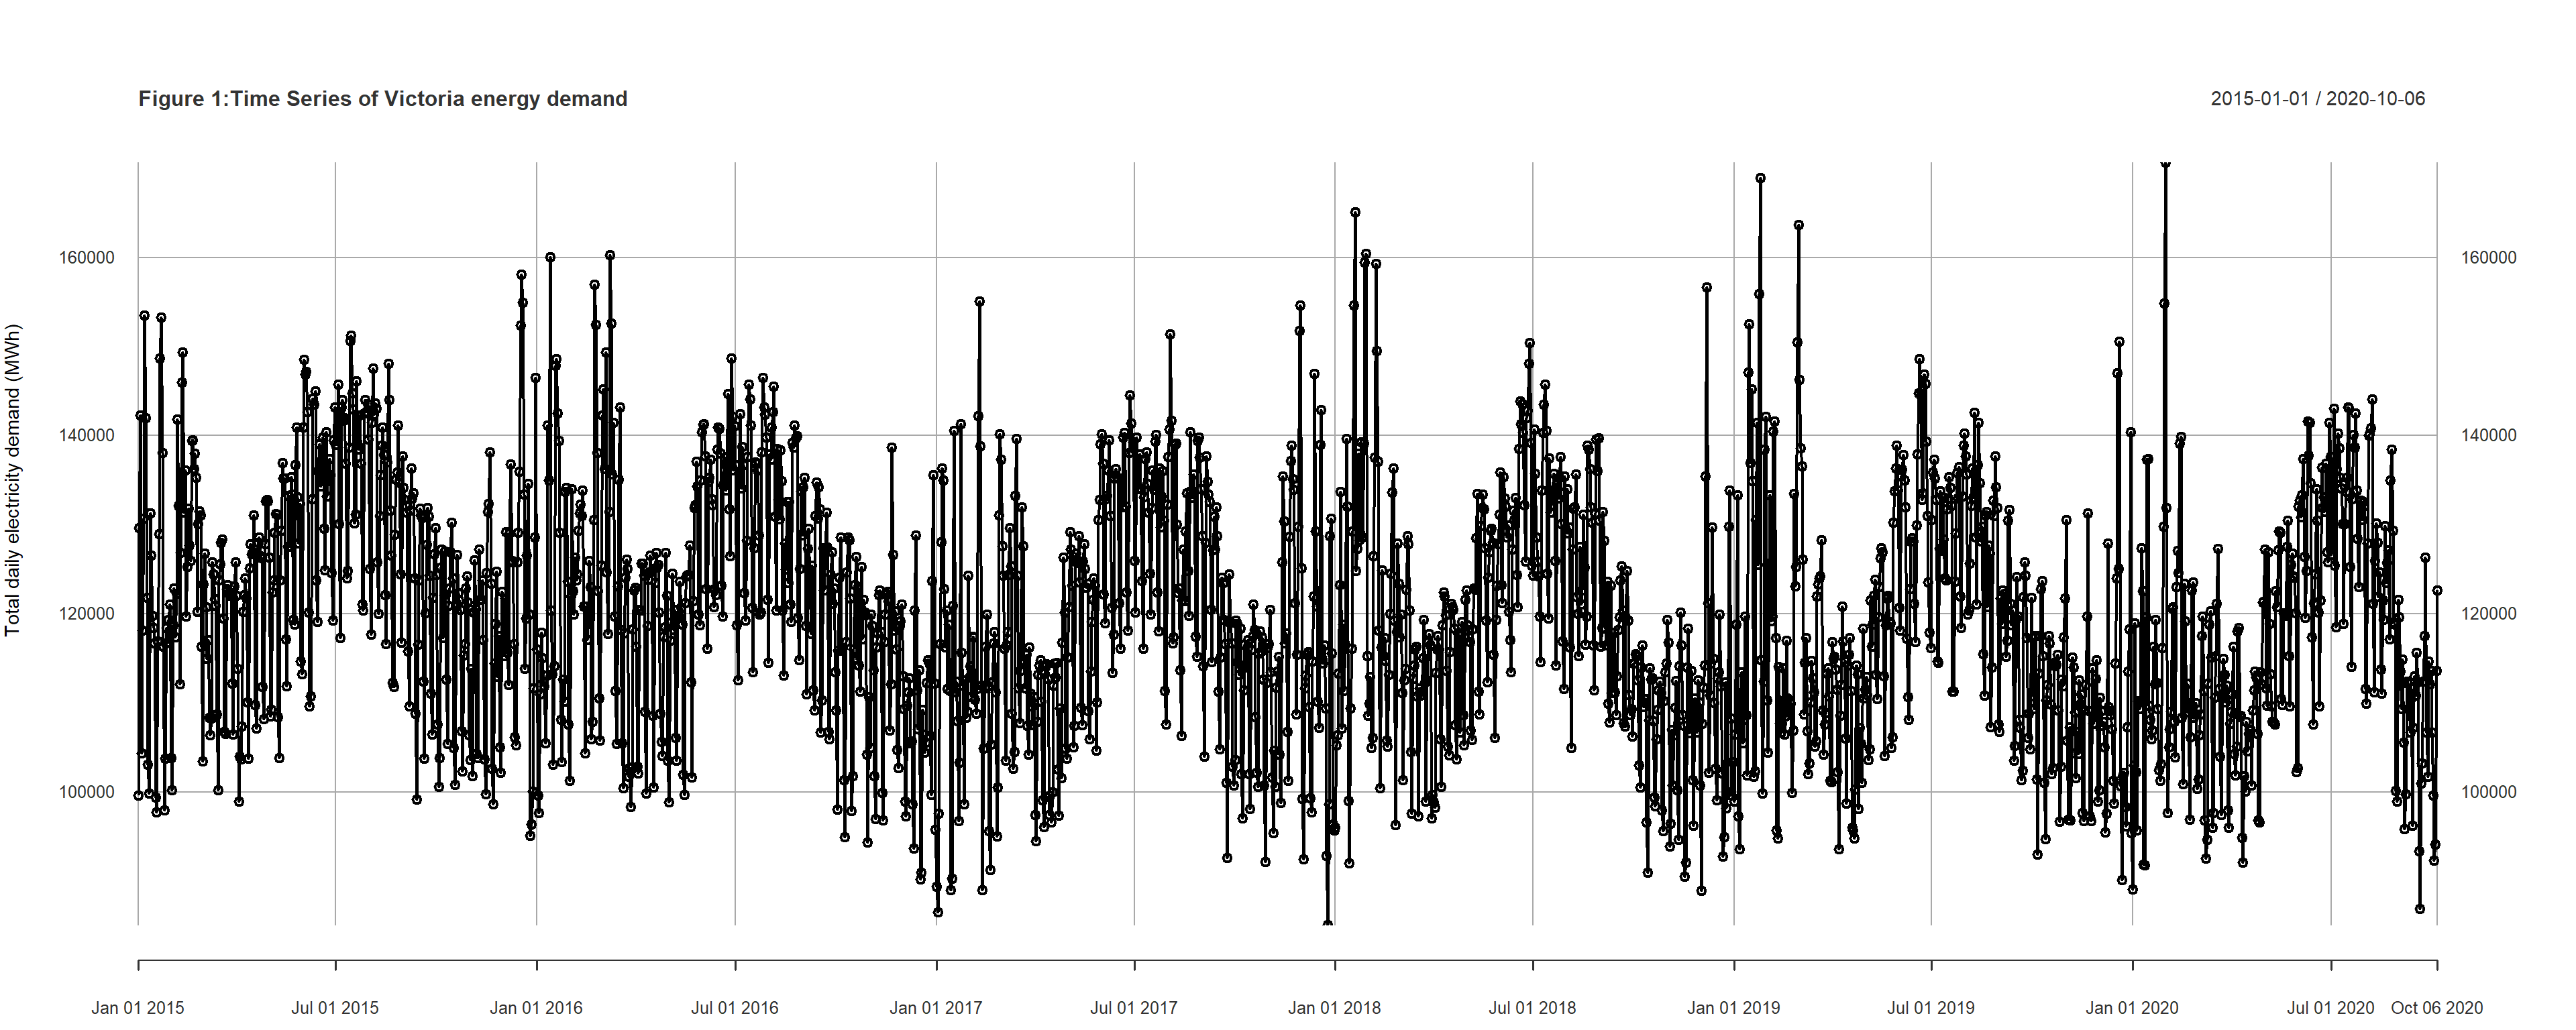 Figure 1:Time Series of Victoria energy demand
2015-01-01 / 2020-10-06
Total daily electricity demand (MWh)
160000
160000
140000
140000
120000
120000
100000
100000
Jan 01 2015
Jul 01 2015
Jan 01 2016
Jul 01 2016
Jan 01 2017
Jul 01 2017
Jan 01 2018
Jul 01 2018
Jan 01 2019
Jul 01 2019
Jan 01 2020
Jul 01 2020
Oct 06 2020